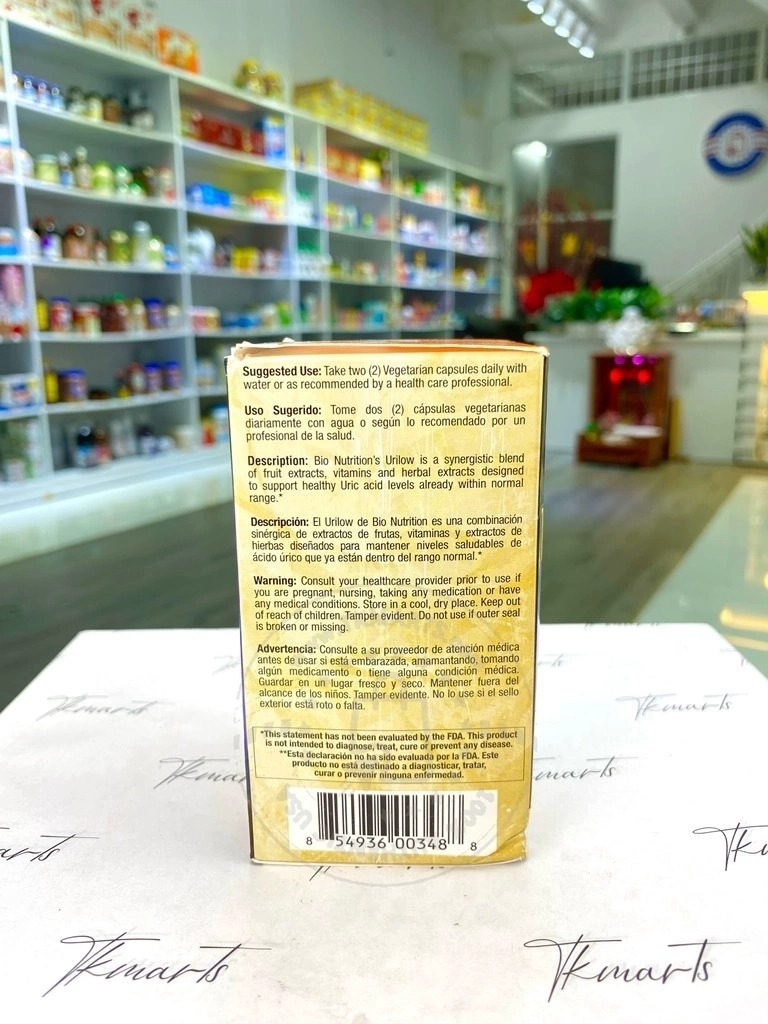 Suggested Use: Take two (2) Vegetarian capsules daily with
water or as recommended by a health care professional.
Uso Sugerido: Tome dos (2) cápsulas vegetarianas
diariamente con agua o según lo recomendado por un
profesional de la salud.
Description: Bio Nutrition's Urilow is a synergistic blend
of fruit extracts, vitamins and herbal extracts designed
to support healthy Uric acid levels already within normal
range.*
Descripción: El Urilow de Bio Nutrition es una combinación
sinérgica de extractos de frutas, vitaminas y extractos de
hierbas diseñados para mantener niveles saludables de
ácido úrico que ya están dentro del rango normal.*
Warning: Consult your healthcare provider prior to use if
you are pregnant, nursing, taking any medication or have
any medical conditions. Store in a cool, dry place. Keep out
of reach of children. Tamper evident. Do not use if outer seal
is broken or missing.
Advertencia: Consulte a su proveedor de atención médica
antes de usar si está embarazada, amamantando, tomando
algún medicamento o tiene alguna condición médica.
Guardar en un lugar fresco y seco. Mantener fuera del
alcance de los niños. Tamper evidente. No lo use si el sello
exterior está roto o falta.
*This statement has not been evaluated by the FDA. This product
is not intended to diagnose, treat, cure or prevent any disease.
**Esta declaración no ha sido evaluada por la FDA. Este
producto no está destinado a diagnosticar, tratar,
curar o prevenir ninguna enfermedad.
8 54936 00348 8
Tkmarts Tkmarts
Tkmarts Tkmarts